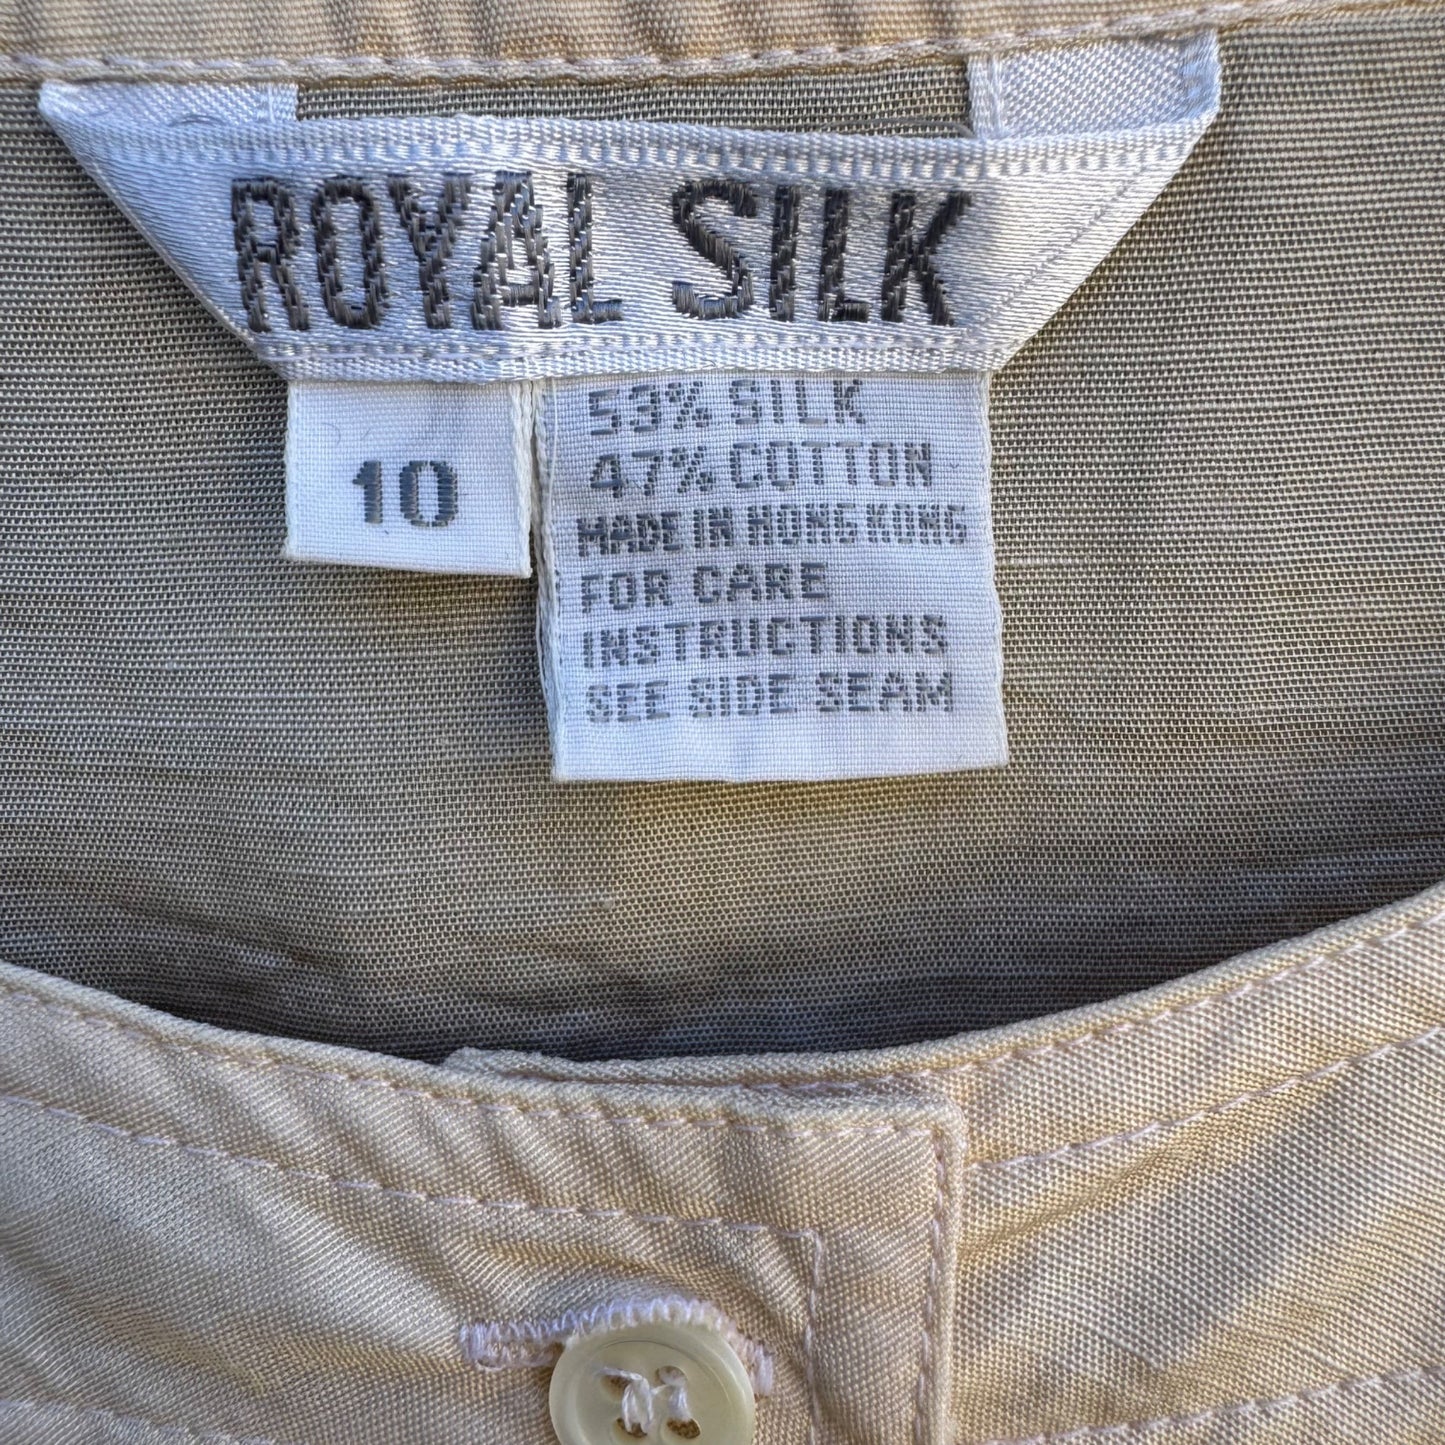 ROYAL SILK
10
53% SILK
47% COTTON
MADE IN HONG KONG
FOR CARE
INSTRUCTIONS
SEE SIDE SEAM